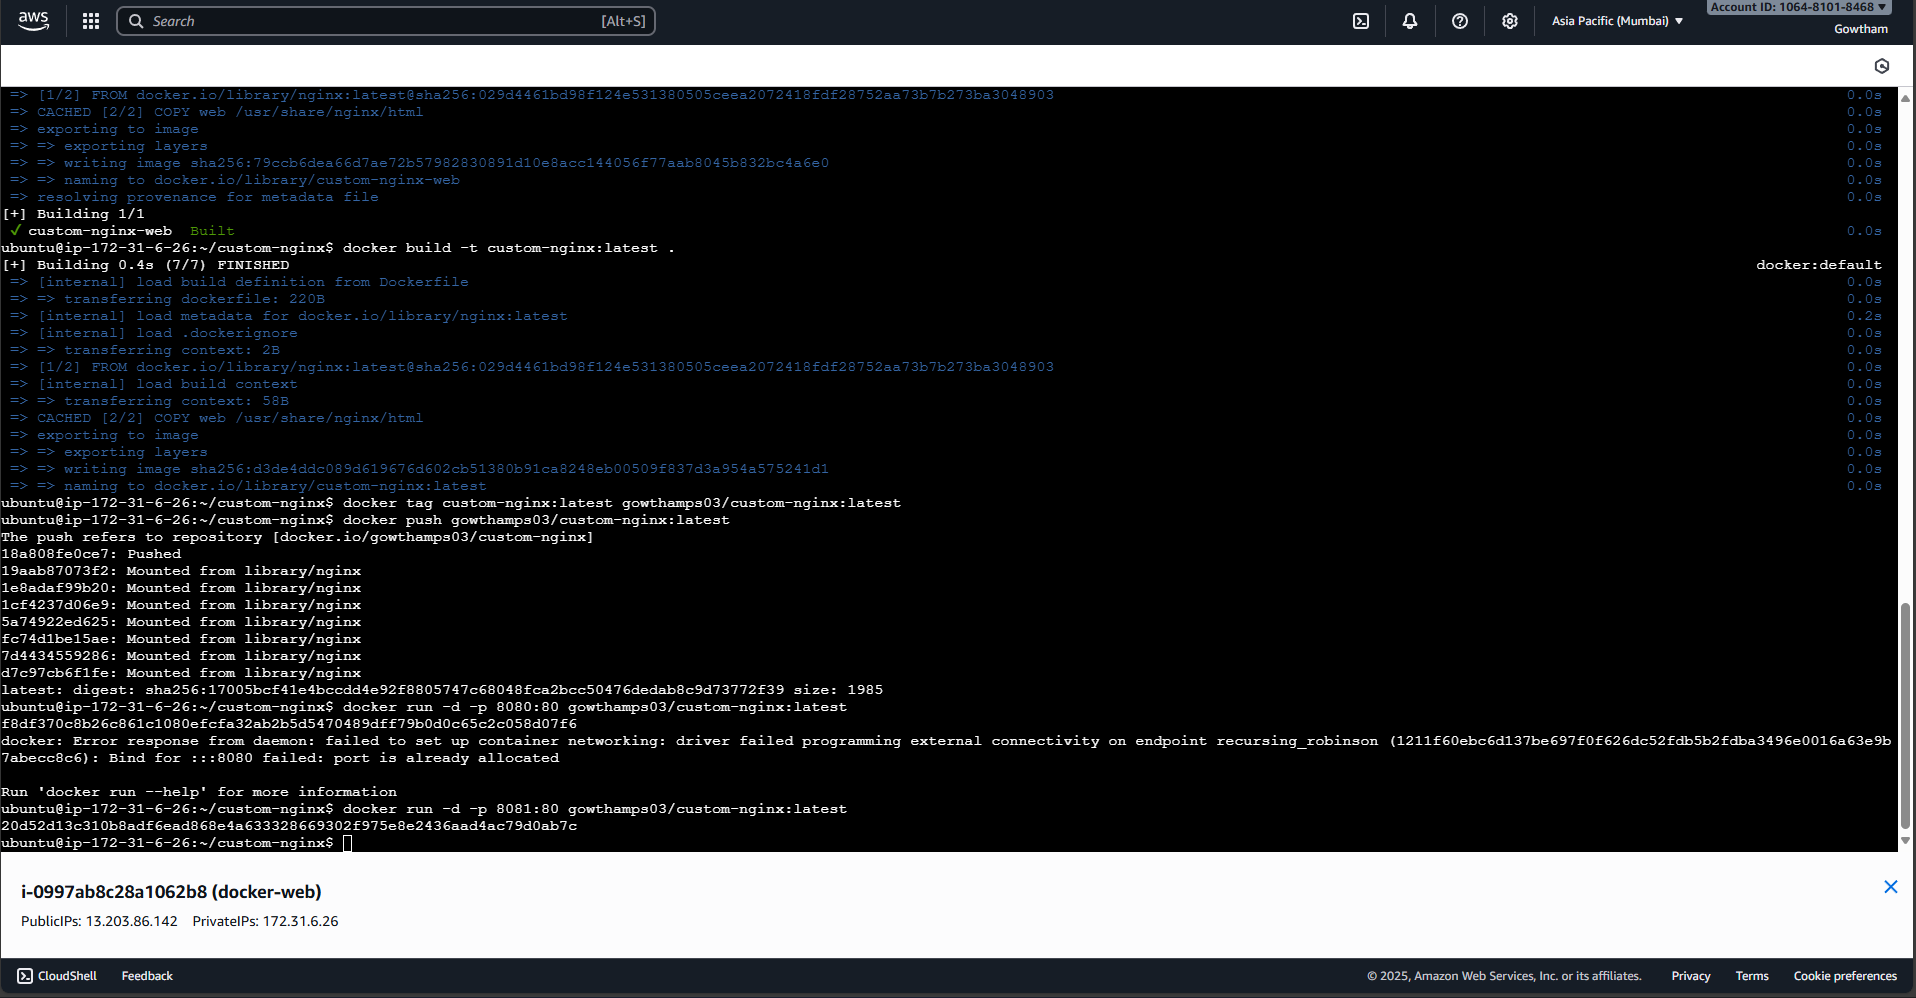 aws
Search
[Alt+S]
Asia Pacific (Mumbai) ▼
Account ID: 1064-8101-8468 ▼
Gowtham
=> [1/2] FROM docker.io/library/nginx:latest@sha256:029d4461bd98f124e531380505ceea2072418fdf28752aa73b7b273ba3048903 0.0s
=> CACHED [2/2] COPY web /usr/share/nginx/html 0.0s
=> exporting to image 0.0s
=> => exporting layers 0.0s
=> => writing image sha256:79ccb6dea66d7ae72b57982830891d10e8acc144056f77aab8045b832bc4a6e0 0.0s
=> => naming to docker.io/library/custom-nginx-web 0.0s
=> resolving provenance for metadata file 0.0s
[+] Building 1/1
✓ custom-nginx-web Built 0.0s
ubuntu@ip-172-31-6-26:~/custom-nginx$ docker build -t custom-nginx:latest .
[+] Building 0.4s (7/7) FINISHED docker:default
=> [internal] load build definition from Dockerfile 0.0s
=> => transferring dockerfile: 220B 0.0s
=> [internal] load metadata for docker.io/library/nginx:latest 0.2s
=> [internal] load .dockerignore 0.0s
=> => transferring context: 2B 0.0s
=> [1/2] FROM docker.io/library/nginx:latest@sha256:029d4461bd98f124e531380505ceea2072418fdf28752aa73b7b273ba3048903 0.0s
=> [internal] load build context 0.0s
=> => transferring context: 58B 0.0s
=> CACHED [2/2] COPY web /usr/share/nginx/html 0.0s
=> exporting to image 0.0s
=> => exporting layers 0.0s
=> => writing image sha256:d3de4ddc089d619676d602cb51380b91ca8248eb00509f837d3a954a575241d1 0.0s
=> => naming to docker.io/library/custom-nginx:latest 0.0s
ubuntu@ip-172-31-6-26:~/custom-nginx$ docker tag custom-nginx:latest gowthamps03/custom-nginx:latest
ubuntu@ip-172-31-6-26:~/custom-nginx$ docker push gowthamps03/custom-nginx:latest
The push refers to repository [docker.io/gowthamps03/custom-nginx]
18a808fe0ce7: Pushed
19aab87073f2: Mounted from library/nginx
1e8adaf99b20: Mounted from library/nginx
1cf4237d06e9: Mounted from library/nginx
5a74922ed625: Mounted from library/nginx
fc74d1be15ae: Mounted from library/nginx
7d4434559286: Mounted from library/nginx
d7c97cb6f1fe: Mounted from library/nginx
latest: digest: sha256:17005bcf41e4bccdd4e92f8805747c68048fca2bcc50476dedab8c9d73772f39 size: 1985
ubuntu@ip-172-31-6-26:~/custom-nginx$ docker run -d -p 8080:80 gowthamps03/custom-nginx:latest
f8df370c8b26c861c1080efcfa32ab2b5d5470489dff79b0d0c65c2c058d07f6
docker: Error response from daemon: failed to set up container networking: driver failed programming external connectivity on endpoint recursing_robinson (1211f60ebc6d137be697f0f626dc52fdb5b2fdba3496e0016a63e9b
7abecc8c6): Bind for :::8080 failed: port is already allocated
Run 'docker run --help' for more information
ubuntu@ip-172-31-6-26:~/custom-nginx$ docker run -d -p 8081:80 gowthamps03/custom-nginx:latest
20d52d13c310b8adf6ead868e4a633328669302f975e8e2436aad4ac79d0ab7c
ubuntu@ip-172-31-6-26:~/custom-nginx$
i-0997ab8c28a1062b8 (docker-web)
PublicIPs: 13.203.86.142 PrivateIPs: 172.31.6.26
CloudShell Feedback © 2025, Amazon Web Services, Inc. or its affiliates. Privacy Terms Cookie preferences